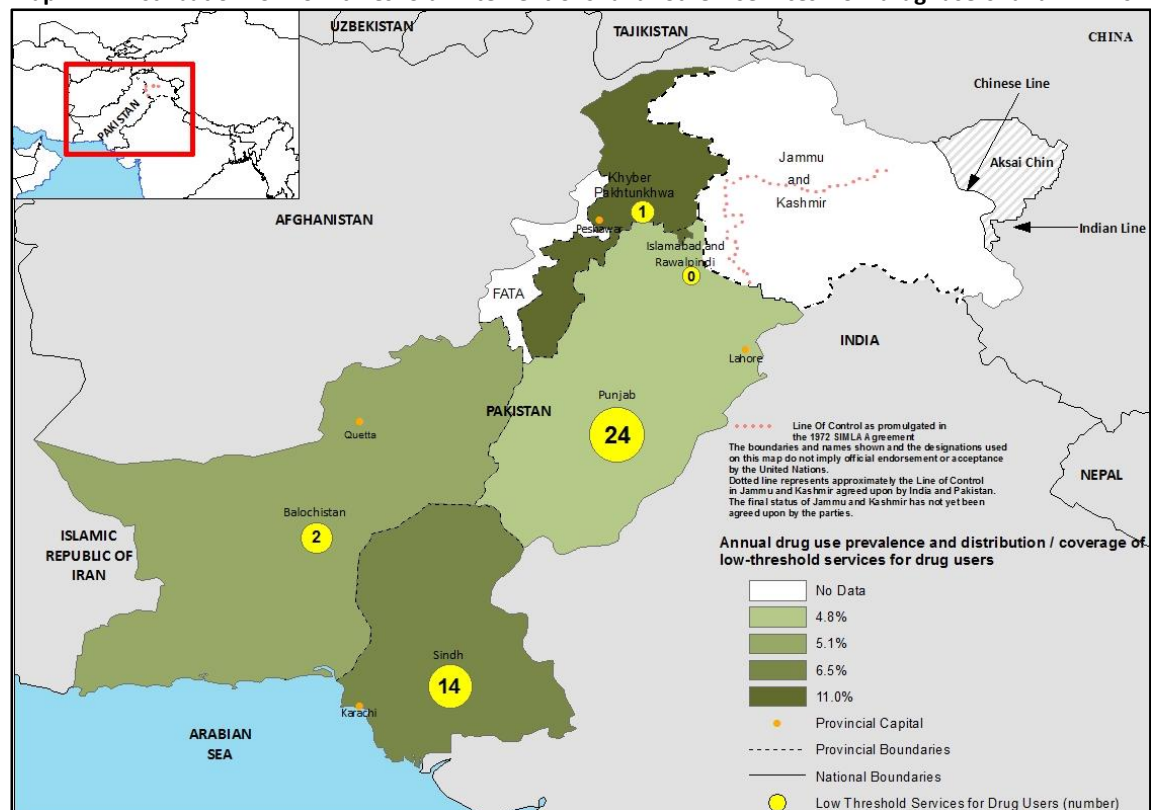 UZBEKISTAN
TAJIKISTAN
CHINA
Chinese Line
PAKISTAN
Jammu
and
Kashmir
Aksai Chin
Khyber
Pakhtunkhwa
1
AFGHANISTAN
Peshawar
Indian Line
Islamabad and
Rawalpindi
0
FATA
INDIA
Lahore
Punjab
PAKISTAN
24
Quetta
Line Of Control as promulgated in
the 1972 SIMLA Agreement
The boundaries and names shown and the designations used
on this map do not imply official endorsement or acceptance
by the United Nations.
Dotted line represents approximately the Line of Control
in Jammu and Kashmir agreed upon by India and Pakistan.
The final status of Jammu and Kashmir has not yet been
agreed upon by the parties.
NEPAL
Balochistan
2
ISLAMIC
REPUBLIC OF
IRAN
Sindh
14
Karachi
ARABIAN
SEA
Annual drug use prevalence and distribution / coverage of
low-threshold services for drug users
No Data
4.8%
5.1%
6.5%
11.0%
Provincial Capital
Provincial Boundaries
National Boundaries
Low Threshold Services for Drug Users (number)